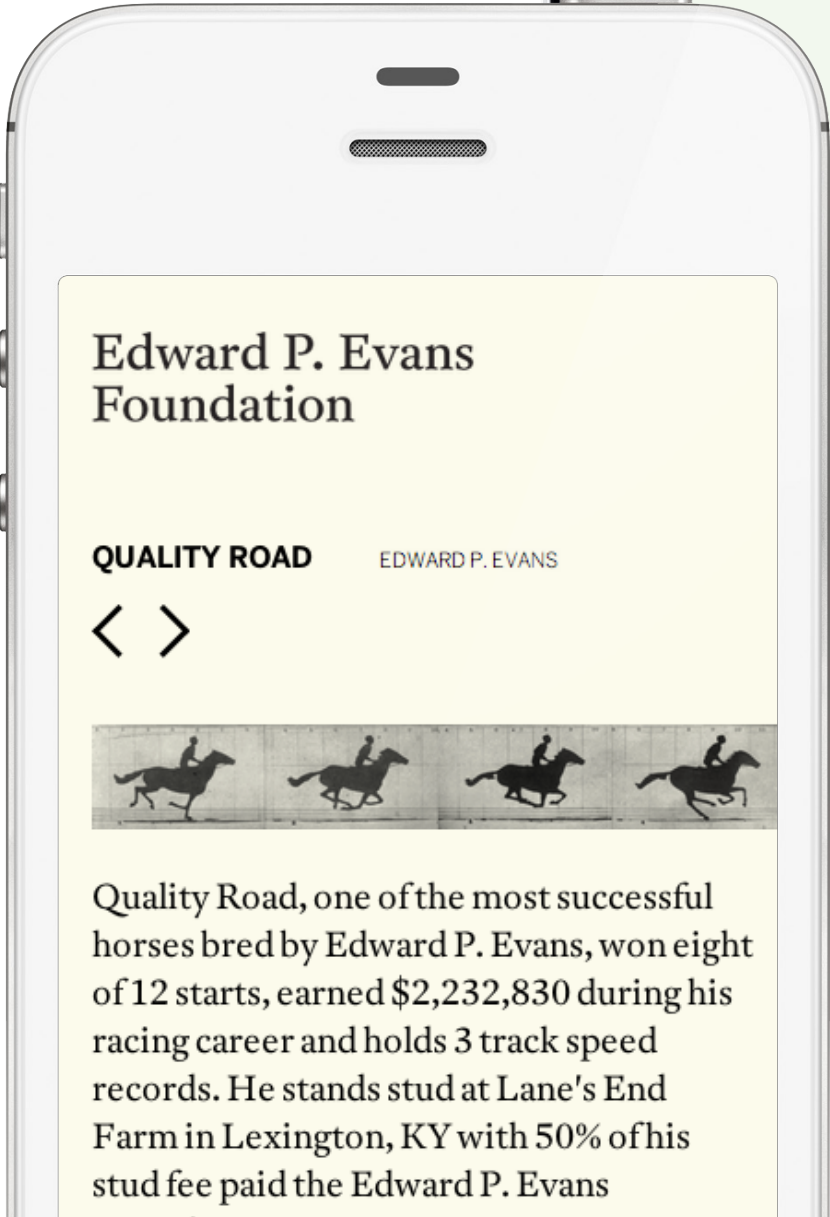 Edward P. Evans
Foundation
QUALITY ROAD EDWARD P. EVANS
Quality Road, one of the most successful
horses bred by Edward P. Evans, won eight
of 12 starts, earned $2,232,830 during his
racing career and holds 3 track speed
records. He stands stud at Lane's End
Farm in Lexington, KY with 50% of his
stud fee paid the Edward P. Evans